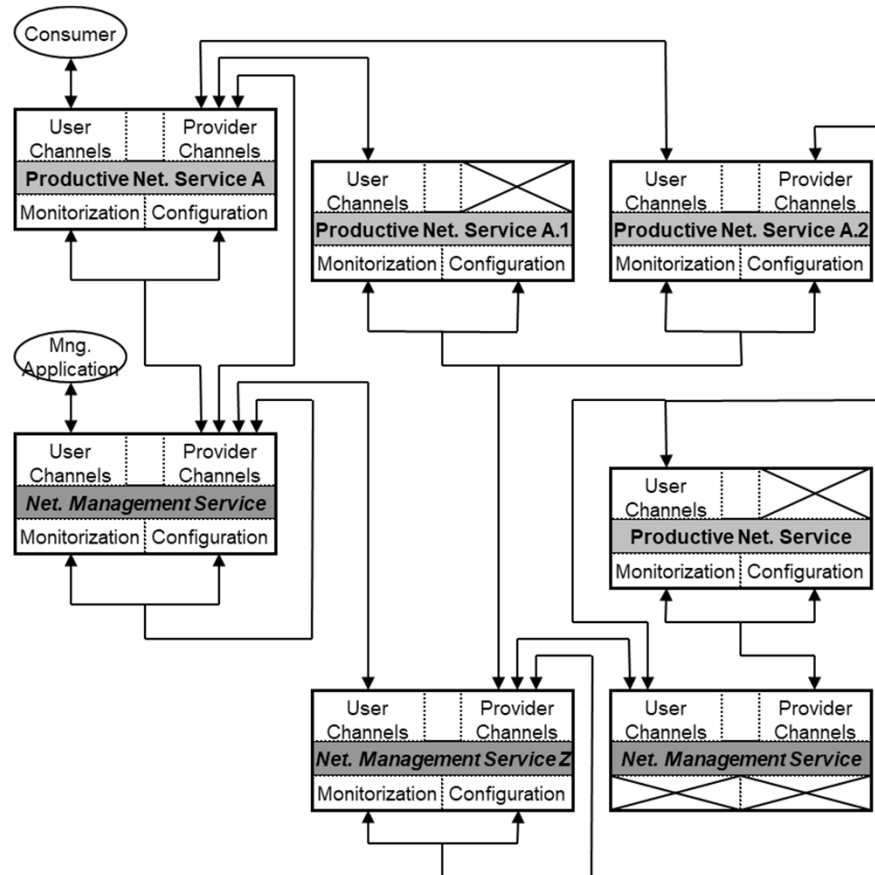 Consumer
User Channels
Provider Channels
Productive Net. Service A
Monitorization
Configuration
User Channels
Productive Net. Service A.1
Monitorization
Configuration
User Channels
Provider Channels
Productive Net. Service A.2
Monitorization
Configuration
Mng.
Application
User Channels
Provider Channels
Net. Management Service
Monitorization
Configuration
User Channels
Productive Net. Service
Monitorization
Configuration
User Channels
Provider Channels
Net. Management Service Z
Monitorization
Configuration
User Channels
Provider Channels
Net. Management Service